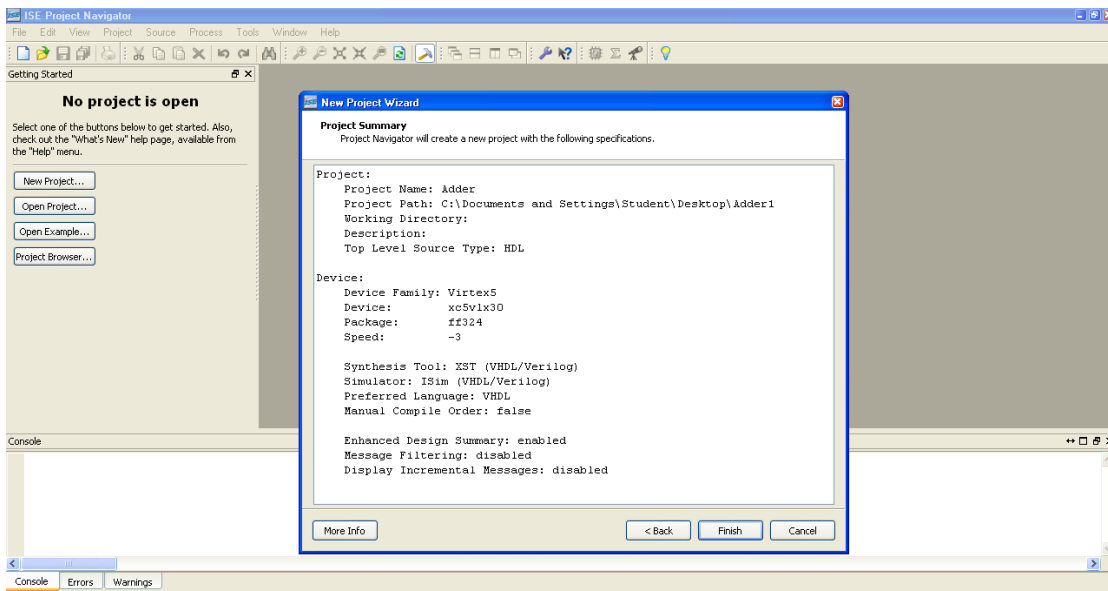 ISE Project Navigator
File Edit View Project Source Process Tools Window Help
Getting Started
No project is open
Select one of the buttons below to get started. Also,
check out the "What's New" help page, available from
the "Help" menu.
New Project...
Open Project...
Open Example...
Project Browser...
New Project Wizard
Project Summary
Project Navigator will create a new project with the following specifications.
Project:
Project Name: Adder
Project Path: C:\Documents and Settings\Student\Desktop\Adder1
Working Directory:
Description:
Top Level Source Type: HDL
Device:
Device Family: Virtex5
Device: xc5vlx30
Package: ff324
Speed: -3
Synthesis Tool: XST (VHDL/Verilog)
Simulator: ISim (VHDL/Verilog)
Preferred Language: VHDL
Manual Compile Order: false
Enhanced Design Summary: enabled
Message Filtering: disabled
Display Incremental Messages: disabled
More Info
< Back
Finish
Cancel
Console
Console Errors Warnings